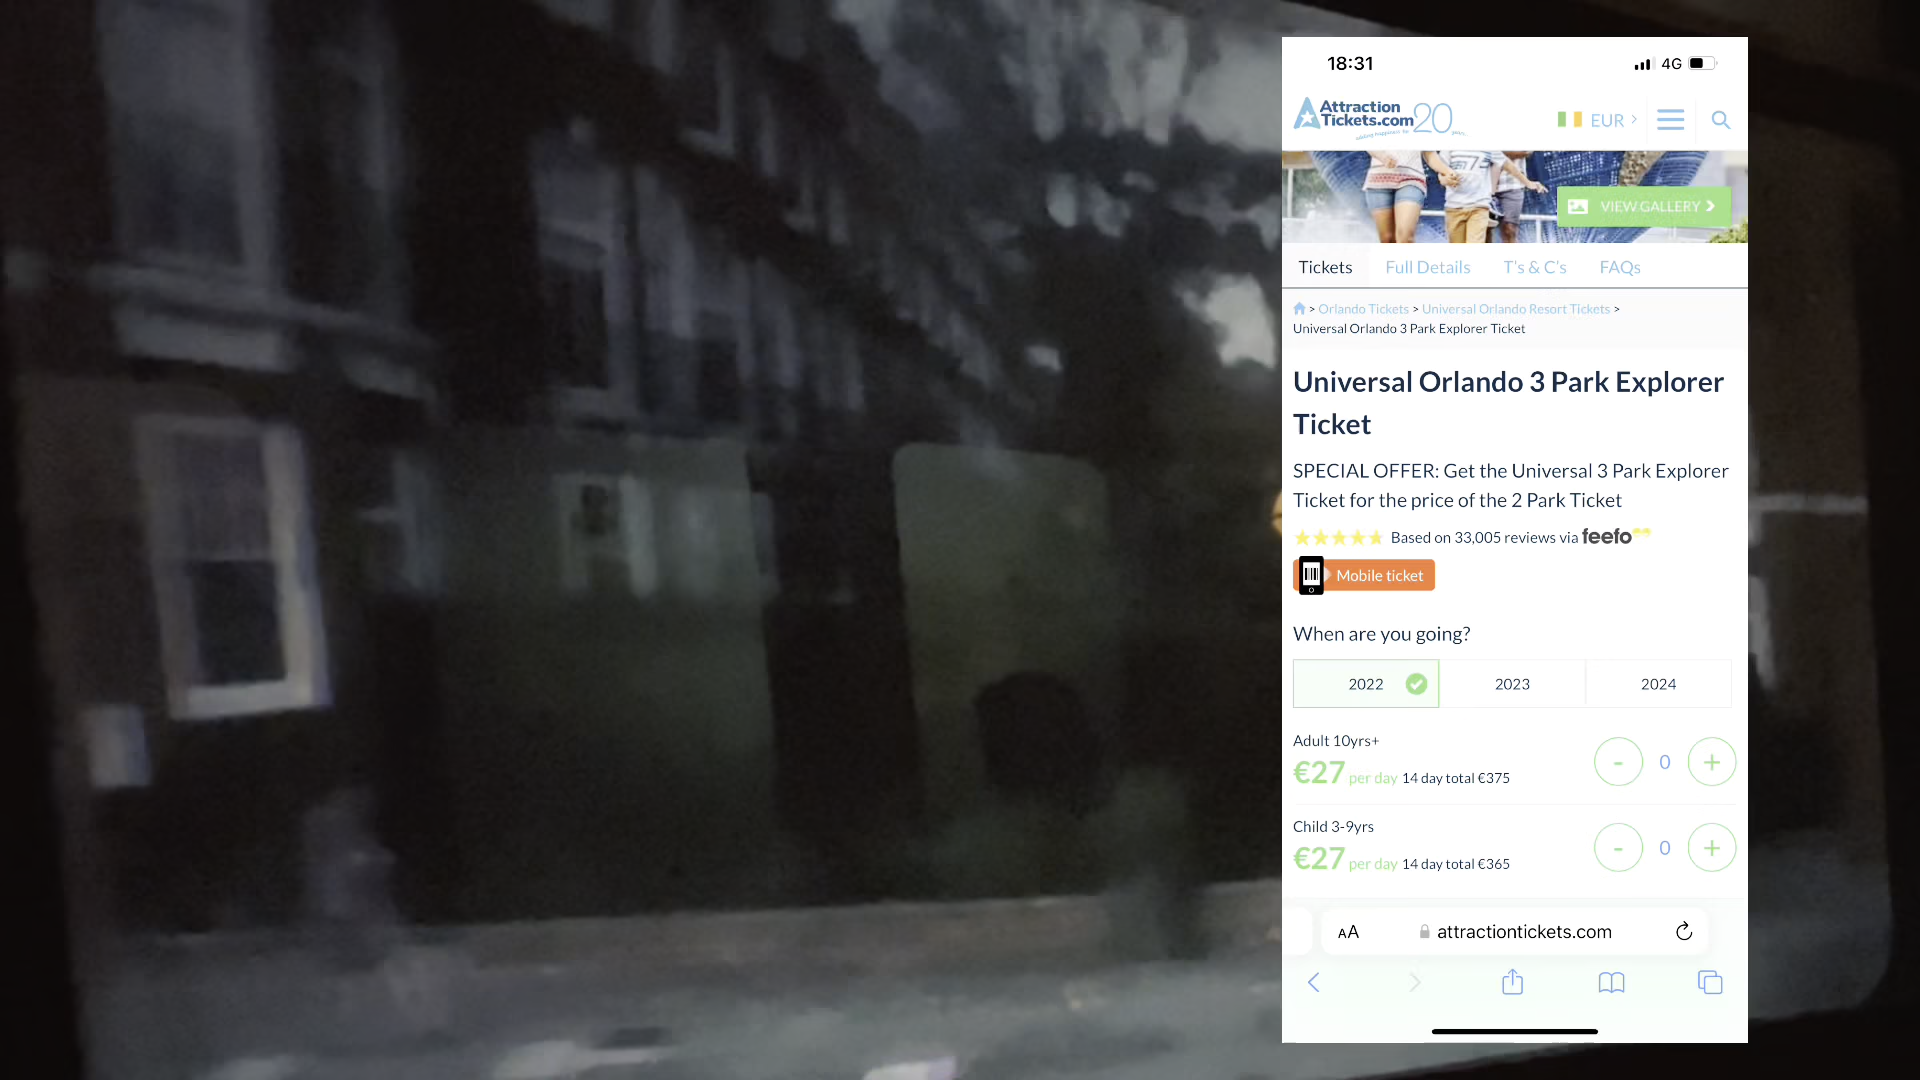 18:31
4G
Attraction
Tickets.com 20
EUR
VIEW GALLERY
Tickets Full Details T's & C's FAQs
> Orlando Tickets > Universal Orlando Resort Tickets >
Universal Orlando 3 Park Explorer Ticket
Universal Orlando 3 Park Explorer
Ticket
SPECIAL OFFER: Get the Universal 3 Park Explorer
Ticket for the price of the 2 Park Ticket
Based on 33,005 reviews via feefo
Mobile ticket
When are you going?
2022 2023 2024
Adult 10yrs+
€27 per day 14 day total €375
- 0 +
Child 3-9yrs
€27 per day 14 day total €365
- 0 +
AA attractiontickets.com